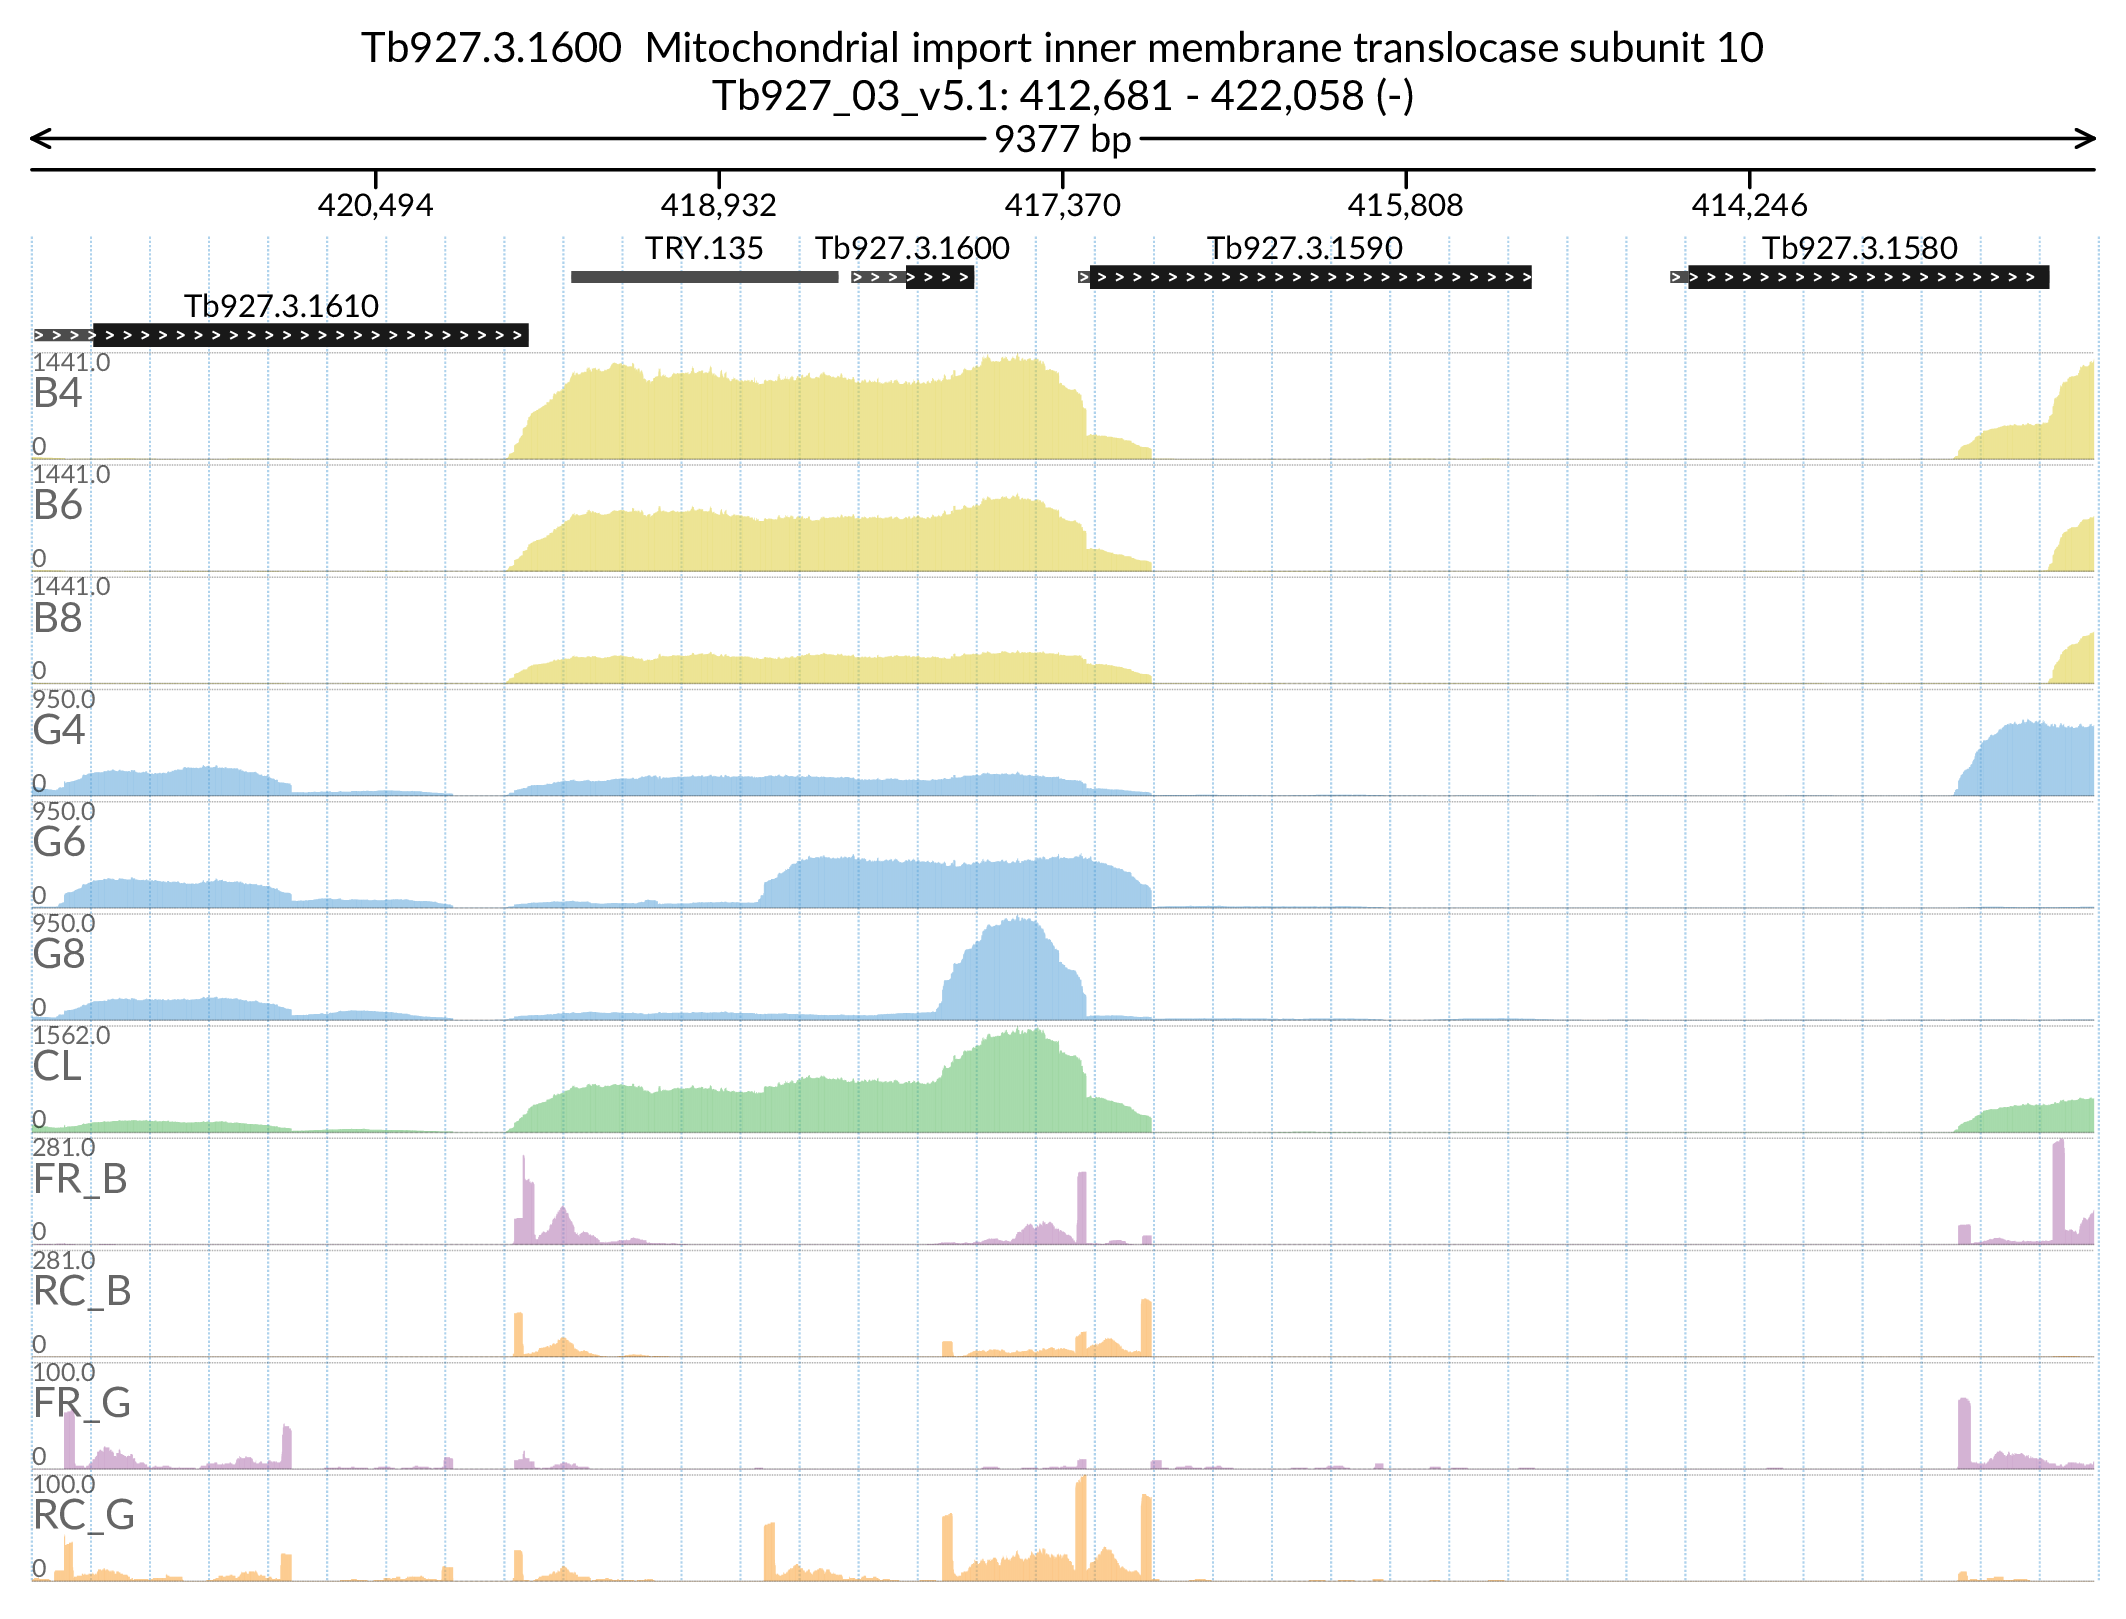 Tb927.3.1600  Mitochondrial import inner membrane translocase subunit 10
Tb927_03_v5.1: 412,681 - 422,058 (-)
9377 bp
420,494 418,932 417,370 415,808 414,246
TRY.135 Tb927.3.1600 Tb927.3.1590 Tb927.3.1580
Tb927.3.1610
1441.0
B4
0
1441.0
B6
0
1441.0
B8
0
950.0
G4
0
950.0
G6
0
950.0
G8
0
1562.0
CL
0
281.0
FR_B
0
281.0
RC_B
0
100.0
FR_G
0
100.0
RC_G
0